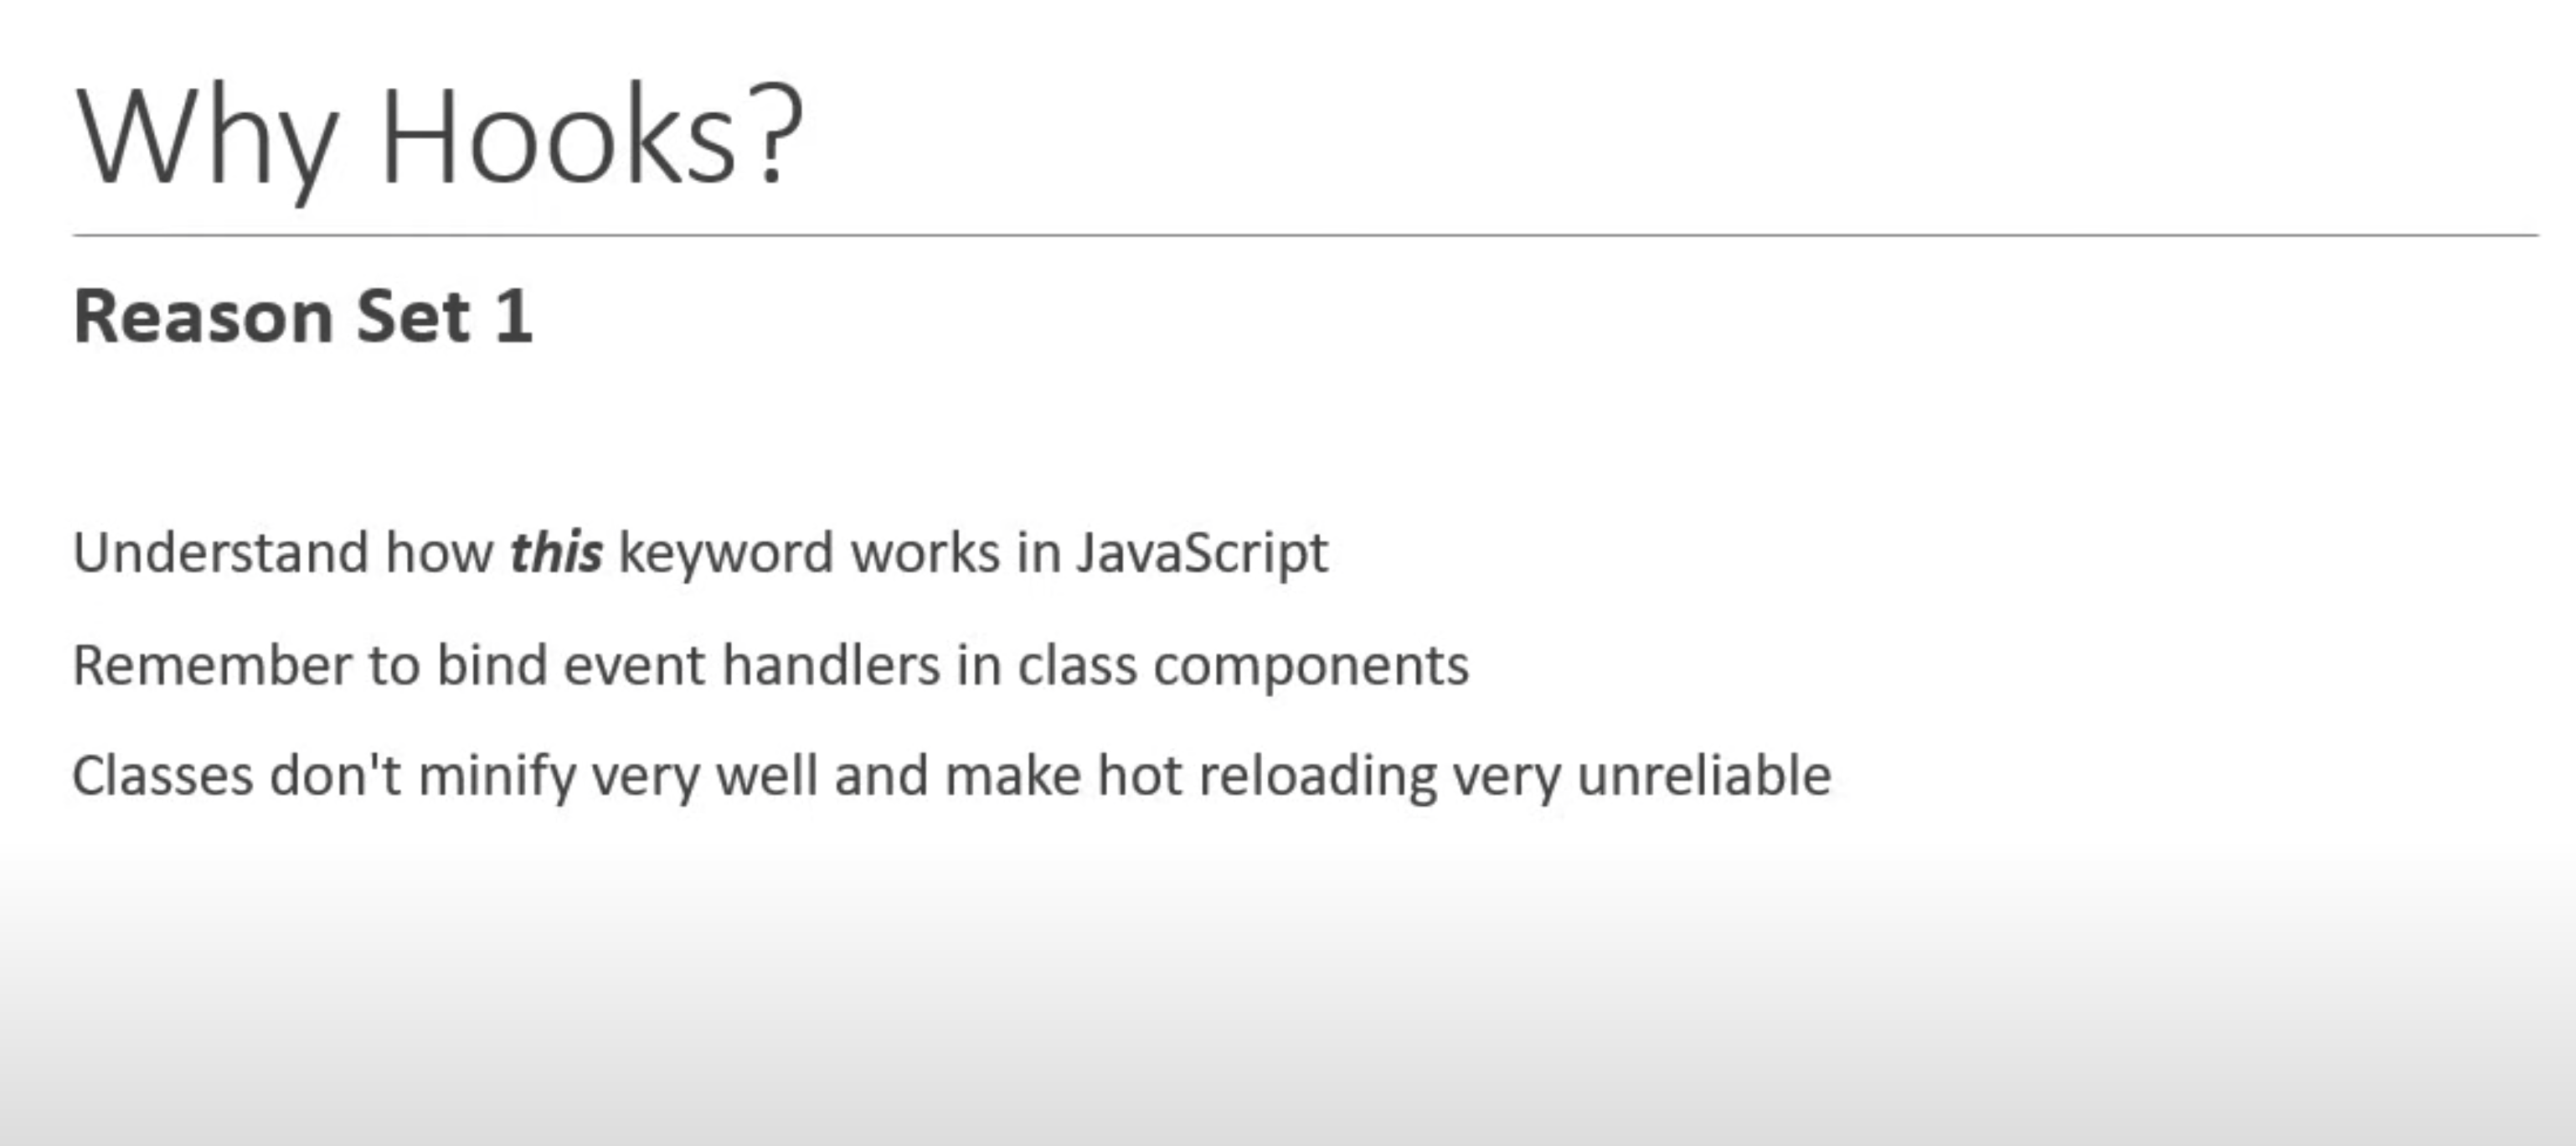 Why Hooks?
Reason Set 1
Understand how this keyword works in JavaScript
Remember to bind event handlers in class components
Classes don't minify very well and make hot reloading very unreliable